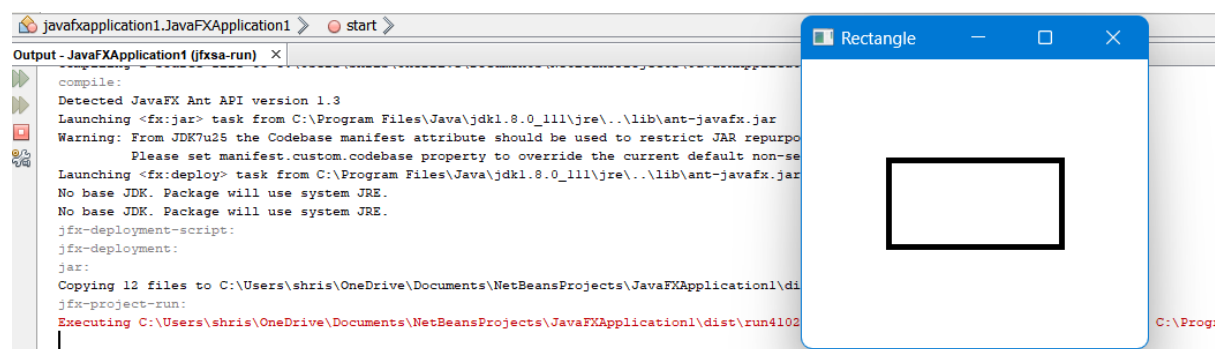 javafxapplication1.JavaFXApplication1 start
Rectangle
Output - JavaFXApplication1 (jfxsa-run) ×
compile:
Detected JavaFX Ant API version 1.3
Launching <fx:jar> task from C:\Program Files\Java\jdk1.8.0_111\jre\..\lib\ant-javafx.jar
Warning: From JDK7u25 the Codebase manifest attribute should be used to restrict JAR repurpo
Please set manifest.custom.codebase property to override the current default non-se
Launching <fx:deploy> task from C:\Program Files\Java\jdk1.8.0_111\jre\..\lib\ant-javafx.jar
No base JDK. Package will use system JRE.
No base JDK. Package will use system JRE.
jfx-deployment-script:
jfx-deployment:
jar:
Copying 12 files to C:\Users\shris\OneDrive\Documents\NetBeansProjects\JavaFXApplication1\di
jfx-project-run:
Executing C:\Users\shris\OneDrive\Documents\NetBeansProjects\JavaFXApplication1\dist\run4102 C:\Progr